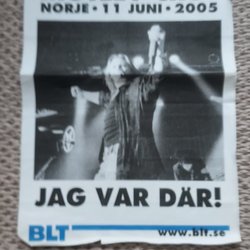 NORJE • 11 JUNI • 2005
JAG VAR DÄR!
BLT www.blt.se